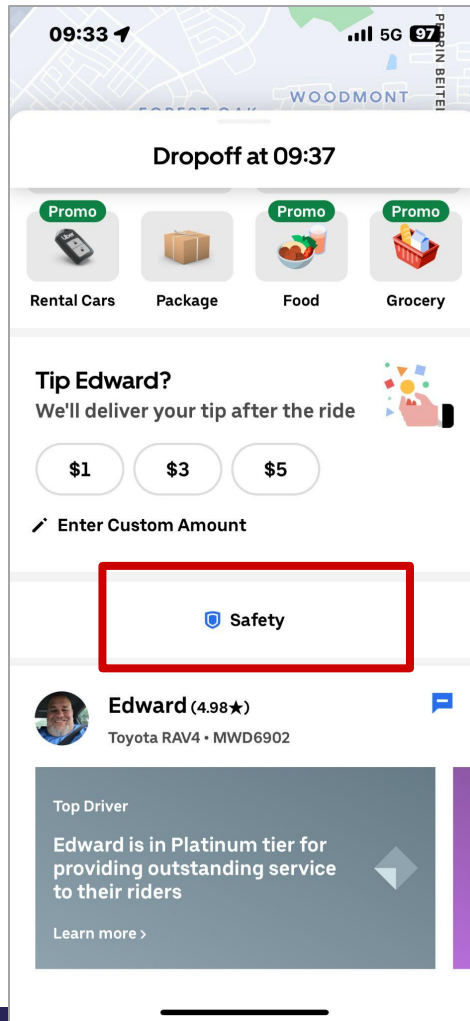 09:33
5G 97
WOODMONT
Dropoff at 09:37
Promo
Promo
Promo
Uber
Rental Cars
Package
Food
Grocery
Tip Edward?
We'll deliver your tip after the ride
$1
$3
$5
Enter Custom Amount
Safety
Edward (4.98★)
Toyota RAV4 • MWD6902
Top Driver
Edward is in Platinum tier for
providing outstanding service
to their riders
Learn more ›